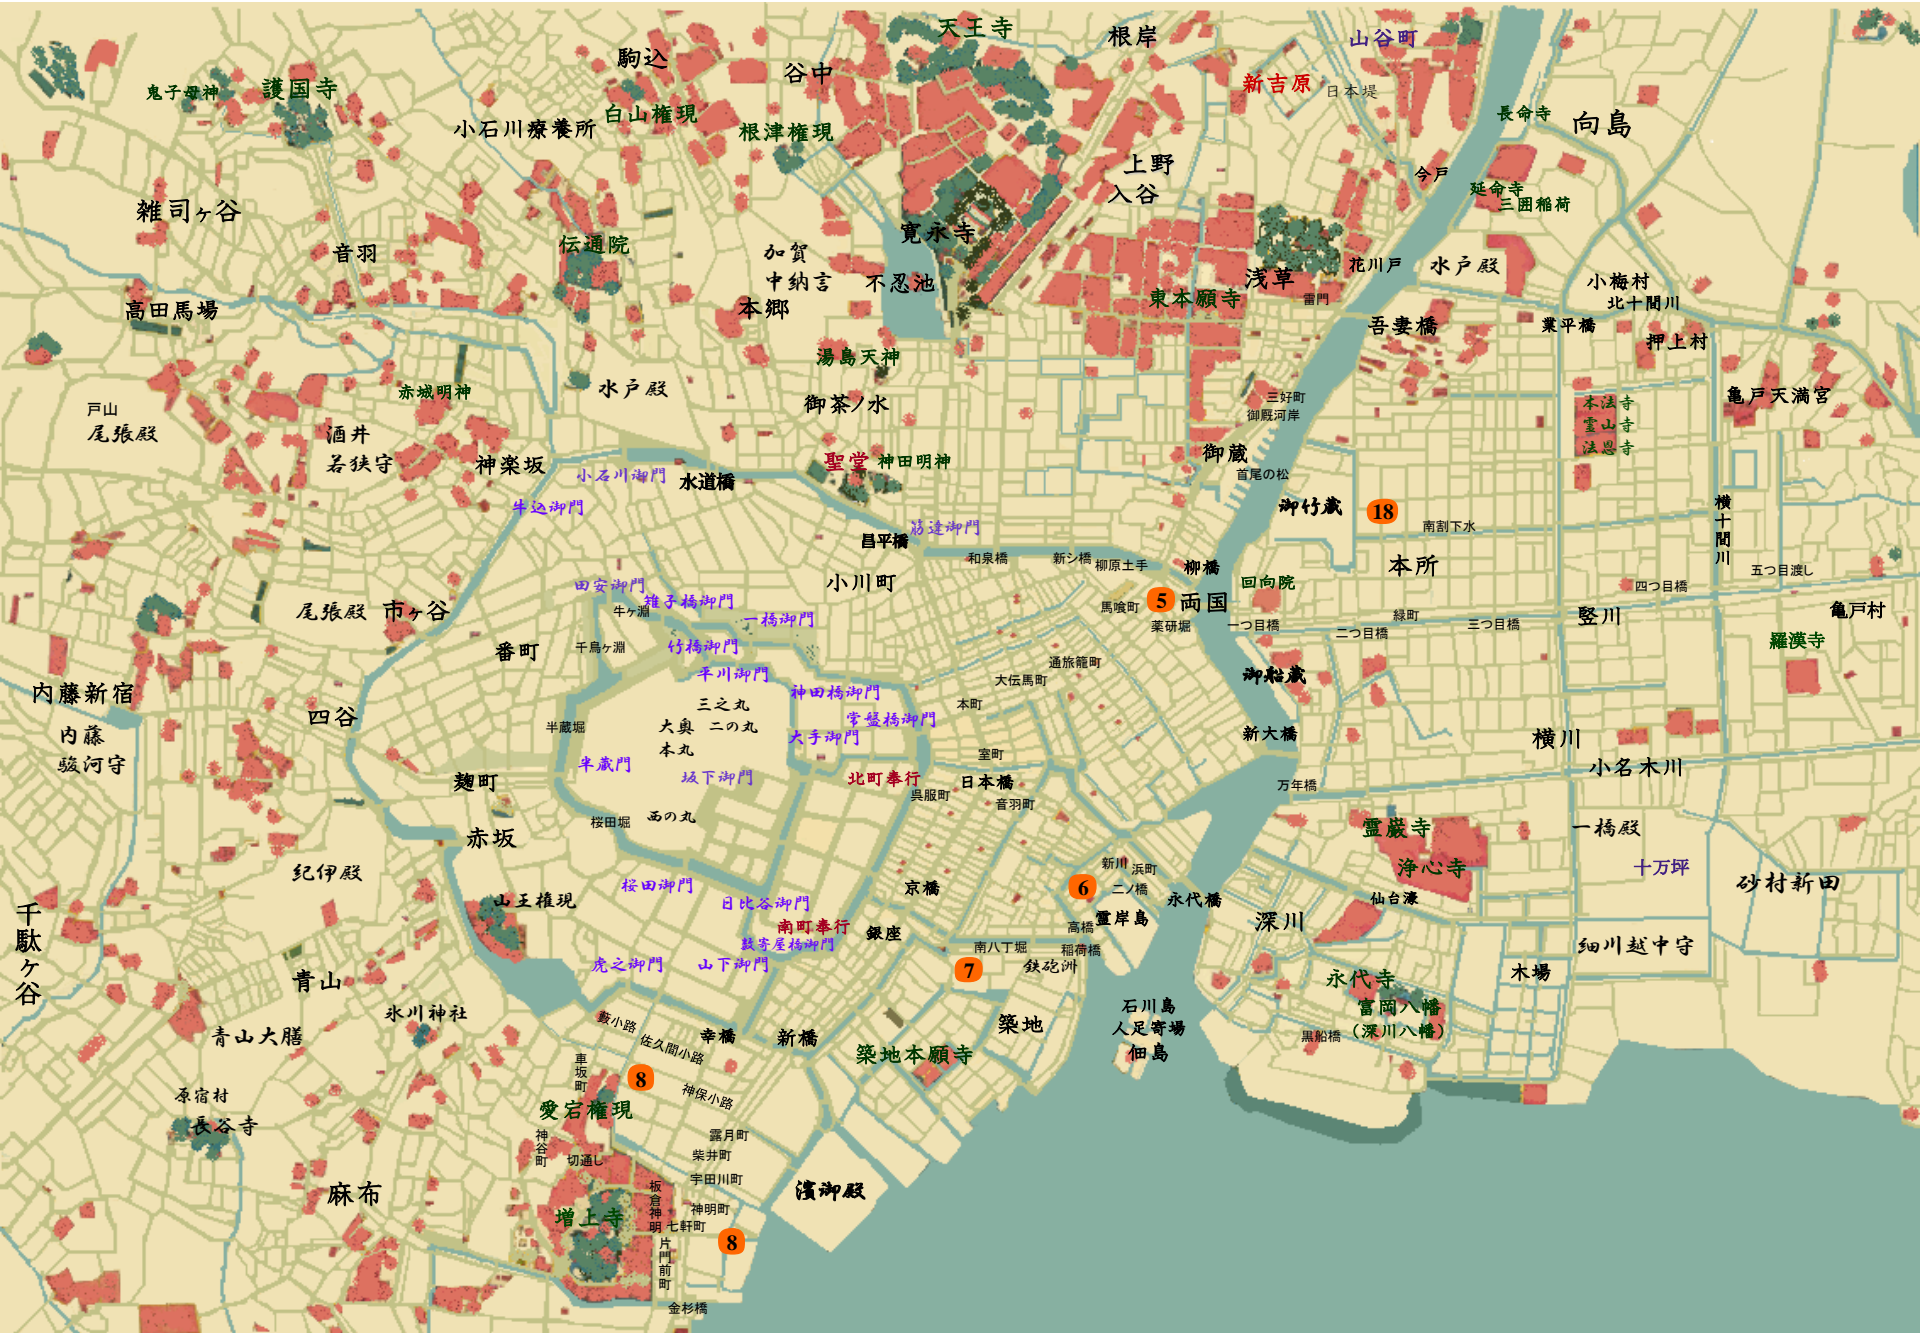 天王寺
根岸
山谷町
駒込
谷中
新吉原
日本堤
鬼子母神
護国寺
白山権現
根津権現
小石川療養所
長命寺
向島
上野
入谷
今戸
延命寺
三囲稲荷
雑司ヶ谷
音羽
伝通院
寛永寺
加賀
中納言
不忍池
本郷
浅草
花川戸
水戸殿
東本願寺
雷門
小梅村
北十間川
高田馬場
吾妻橋
業平橋
押上村
湯島天神
赤城明神
水戸殿
御茶ノ水
三好町
御厩河岸
亀戸天満宮
本法寺
霊山寺
法恩寺
戸山
尾張殿
酒井
若狭守
神楽坂
小石川御門
水道橋
聖堂
神田明神
御蔵
首尾の松
牛込御門
御竹蔵
18
南割下水
横十間川
昌平橋
筋違御門
和泉橋
新シ橋
柳原土手
柳橋
本所
五つ目渡し
小川町
回向院
四つ目橋
田安御門
雉子橋御門
牛ヶ淵
一橋御門
馬喰町
5
両国
薬研堀
一つ目橋
二つ目橋
緑町
三つ目橋
竪川
亀戸村
羅漢寺
尾張殿
市ヶ谷
番町
千鳥ヶ淵
竹橋御門
平川御門
神田橋御門
通旅籠町
大伝馬町
御船蔵
内藤新宿
四谷
三之丸
大奥
二の丸
本丸
常盤橋御門
大手御門
本町
半蔵堀
新大橋
横川
内藤
駿河守
半蔵門
坂下御門
北町奉行
室町
日本橋
小名木川
麹町
呉服町
音羽町
万年橋
桜田堀
西の丸
赤坂
霊巌寺
一橋殿
浄心寺
十万坪
砂村新田
紀伊殿
桜田御門
京橋
新川
浜町
6
二ノ橋
永代橋
仙台濠
山王権現
日比谷御門
南町奉行
数寄屋橋御門
銀座
高橋
霊岸島
深川
千駄ヶ谷
南八丁堀
稲荷橋
細川越中守
虎之御門
山下御門
7
鉄砲洲
木場
青山
永代寺
氷川神社
富岡八幡
(深川八幡)
石川島
人足寄場
佃島
築地
青山大膳
藪小路
佐久間小路
幸橋
新橋
黒船橋
築地本願寺
車坂町
8
神保小路
原宿村
長谷寺
愛宕権現
神谷町
露月町
柴井町
切通し
宇田川町
麻布
板倉神明
濱御殿
増上寺
神明町
七軒町
8
片門前町
金杉橋